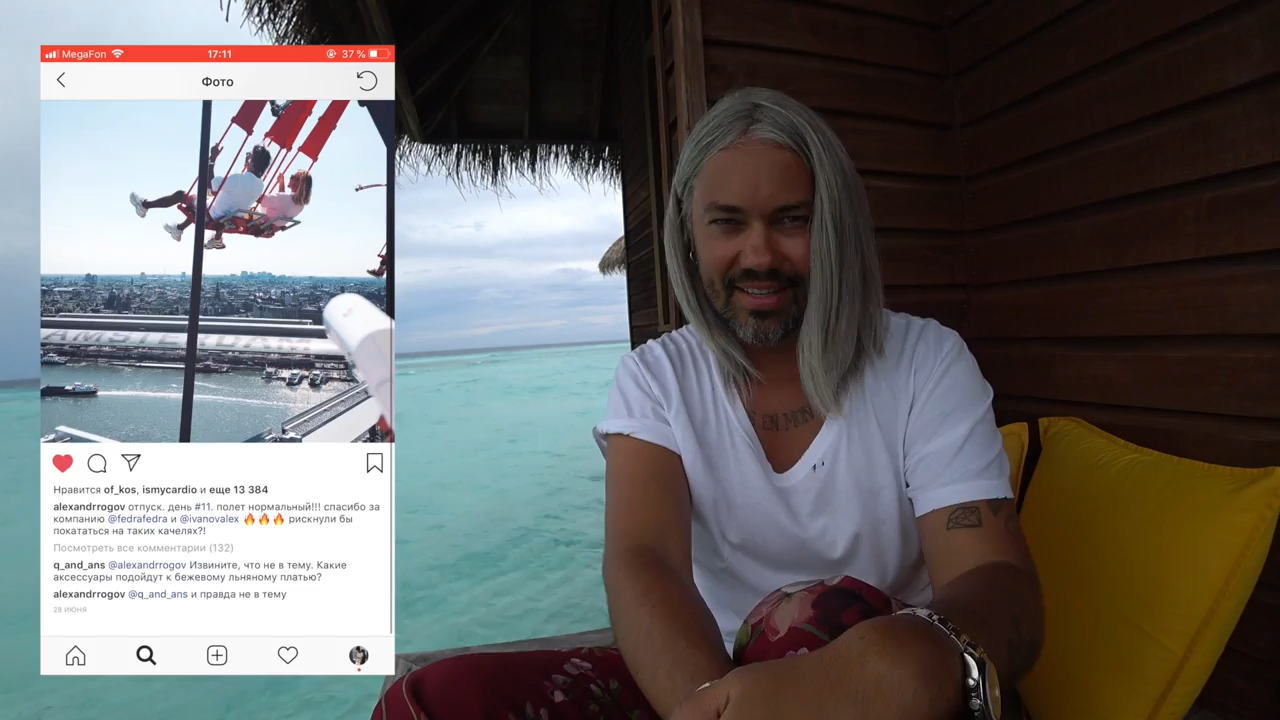 MegaFon
17:11
37 %
Фото
Нравится of_kos, ismycardio и еще 13 384
alexandrrogov отпуск. день #11. полет нормальный!!! спасибо за
компанию @fedrafedra и @ivanovalex 🔥🔥🔥 рискнули бы
покататься на таких качелях?!
Посмотреть все комментарии (132)
q_and_ans @alexandrrogov Извините, что не в тему. Какие
аксессуары подойдут к бежевому льняному платью?
alexandrrogov @q_and_ans и правда не в тему
28 ИЮНЯ
EN MON